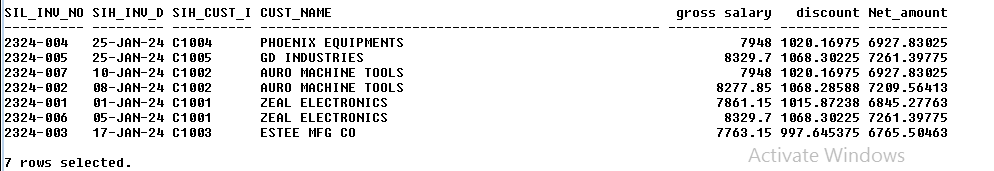 SIL_INV_NO SIH_INV_D SIH_CUST_I CUST_NAME gross salary discount Net_amount
---------- --------- ---------- -------------------------------------------------- ------------ ---------- ----------
2324-004 25-JAN-24 C1004 PHOENIX EQUIPMENTS 7948 1020.16975 6927.83025
2324-005 25-JAN-24 C1005 GD INDUSTRIES 8329.7 1068.30225 7261.39775
2324-007 10-JAN-24 C1002 AURO MACHINE TOOLS 7948 1020.16975 6927.83025
2324-002 08-JAN-24 C1002 AURO MACHINE TOOLS 8277.85 1068.28588 7209.56413
2324-001 01-JAN-24 C1001 ZEAL ELECTRONICS 7861.15 1015.87238 6845.27763
2324-006 05-JAN-24 C1001 ZEAL ELECTRONICS 8329.7 1068.30225 7261.39775
2324-003 17-JAN-24 C1003 ESTEE MFG CO 7763.15 997.645375 6765.50463
7 rows selected.
Activate Windows